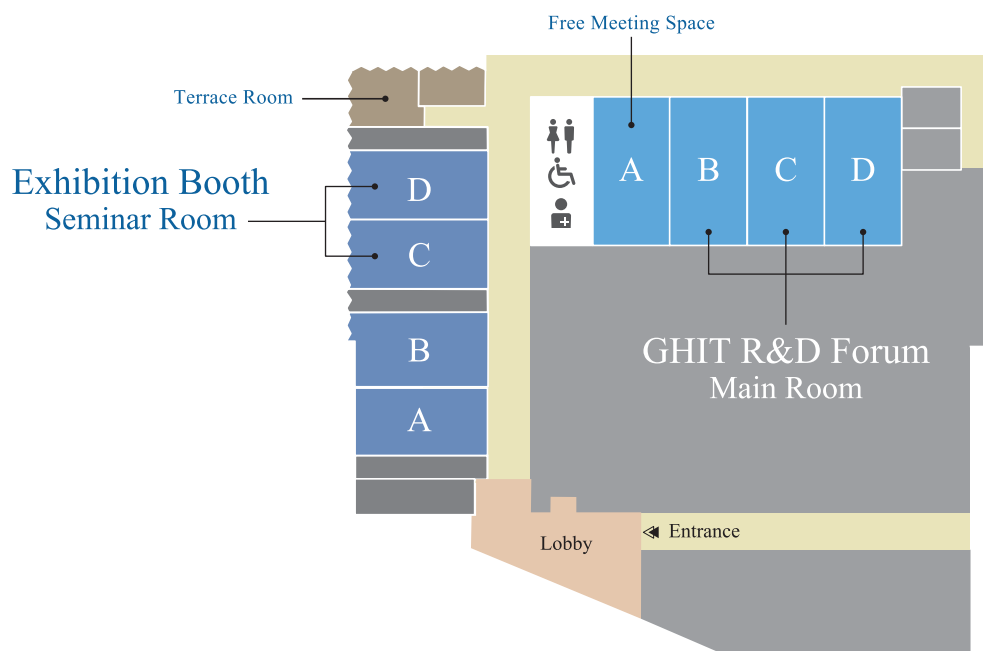 Free Meeting Space
Terrace Room
Exhibition Booth
Seminar Room
D
C
B
A
A
B
C
D
GHIT R&D Forum
Main Room
Lobby
Entrance